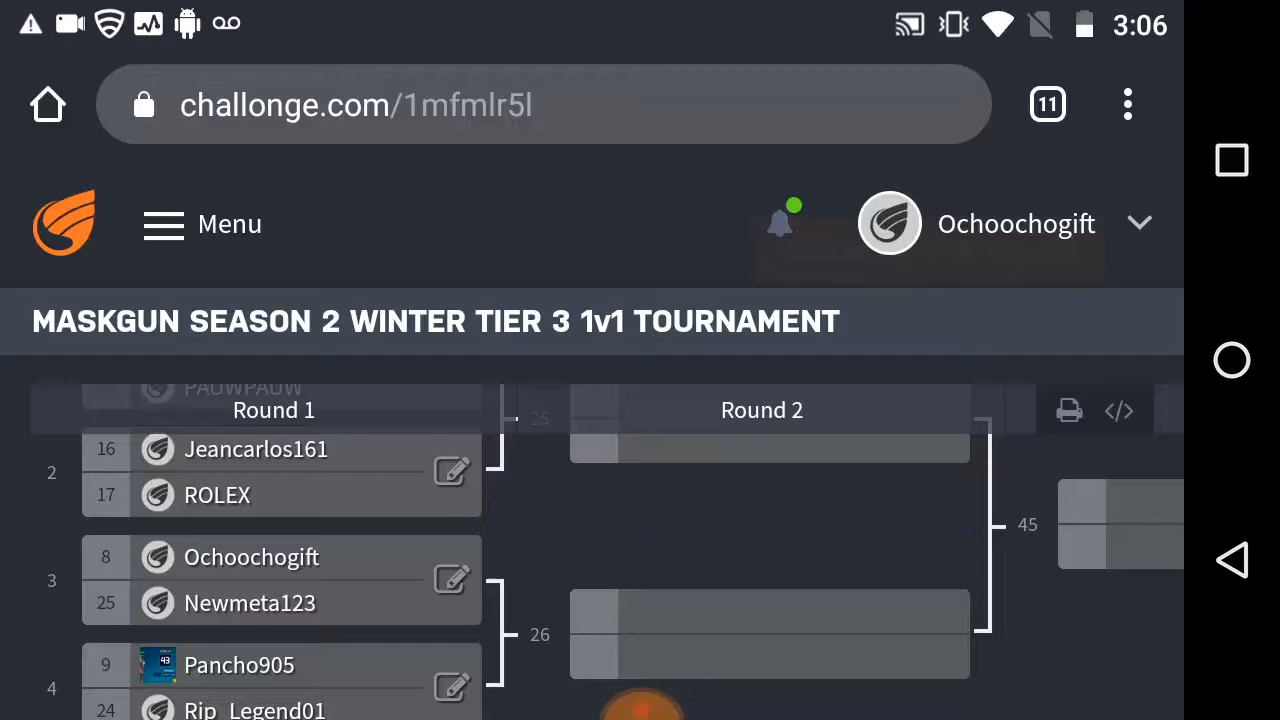 3:06
challonge.com/1mfmlr5l
11
Menu
Ochoochogift
MASKGUN SEASON 2 WINTER TIER 3 1v1 TOURNAMENT
PAUWPAUW
Round 1
25
Round 2
</>
2
16 Jeancarlos161
17 ROLEX
45
3
8 Ochoochogift
25 Newmeta123
26
4
9 43 Pancho905
24 Rip_Legend01